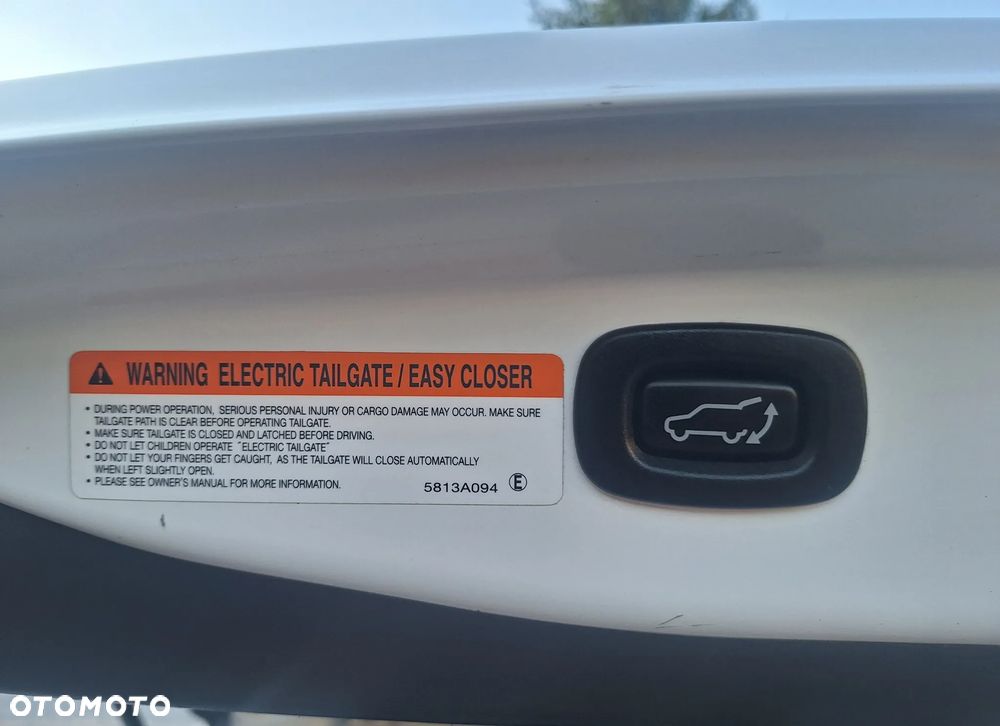 WARNING ELECTRIC TAILGATE / EASY CLOSER
• DURING POWER OPERATION, SERIOUS PERSONAL INJURY OR CARGO DAMAGE MAY OCCUR. MAKE SURE
TAILGATE PATH IS CLEAR BEFORE OPERATING TAILGATE.
• MAKE SURE TAILGATE IS CLOSED AND LATCHED BEFORE DRIVING.
• DO NOT LET CHILDREN OPERATE ˝ELECTRIC TAILGATE˝
• DO NOT LET YOUR FINGERS GET CAUGHT, AS THE TAILGATE WILL CLOSE AUTOMATICALLY
WHEN LEFT SLIGHTLY OPEN.
• PLEASE SEE OWNER'S MANUAL FOR MORE INFORMATION.
5813A094 Ⓔ
OTOMOTO